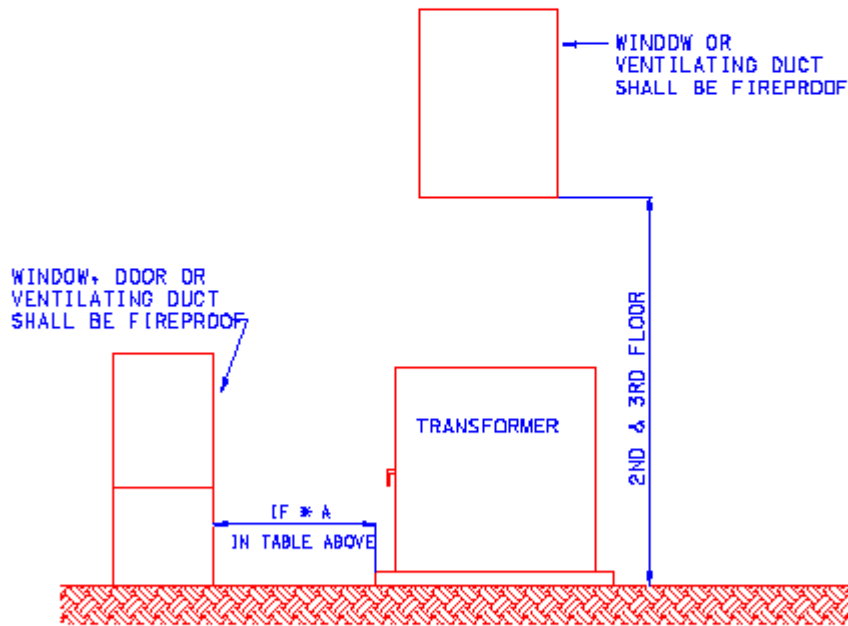 WINDOW OR
VENTILATING DUCT
SHALL BE FIREPROOF
WINDOW, DOOR OR
VENTILATING DUCT
SHALL BE FIREPROOF
TRANSFORMER
2ND & 3RD FLOOR
IF * A
IN TABLE ABOVE